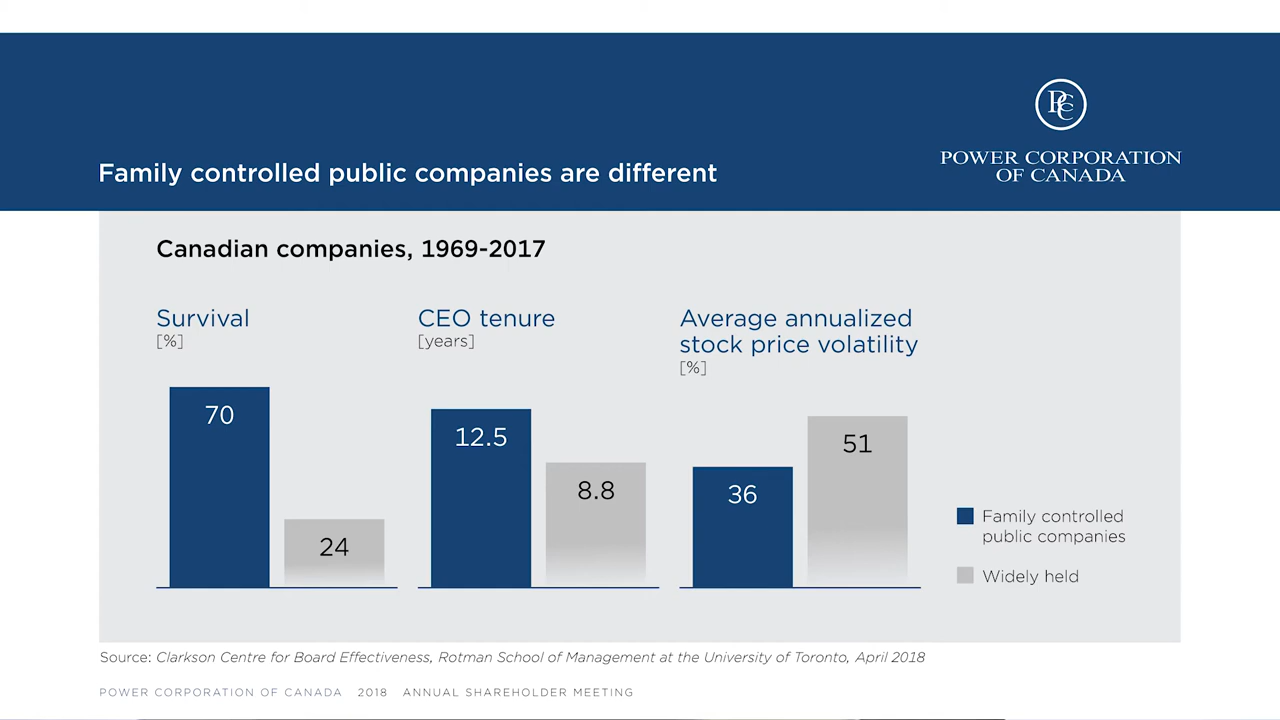 PCC
POWER CORPORATION
OF CANADA
Family controlled public companies are different
Canadian companies, 1969-2017
Survival
[%]
70
24
CEO tenure
[years]
12.5
8.8
Average annualized
stock price volatility
[%]
36
51
Family controlled
public companies
Widely held
Source: Clarkson Centre for Board Effectiveness, Rotman School of Management at the University of Toronto, April 2018
POWER CORPORATION OF CANADA 2018 ANNUAL SHAREHOLDER MEETING